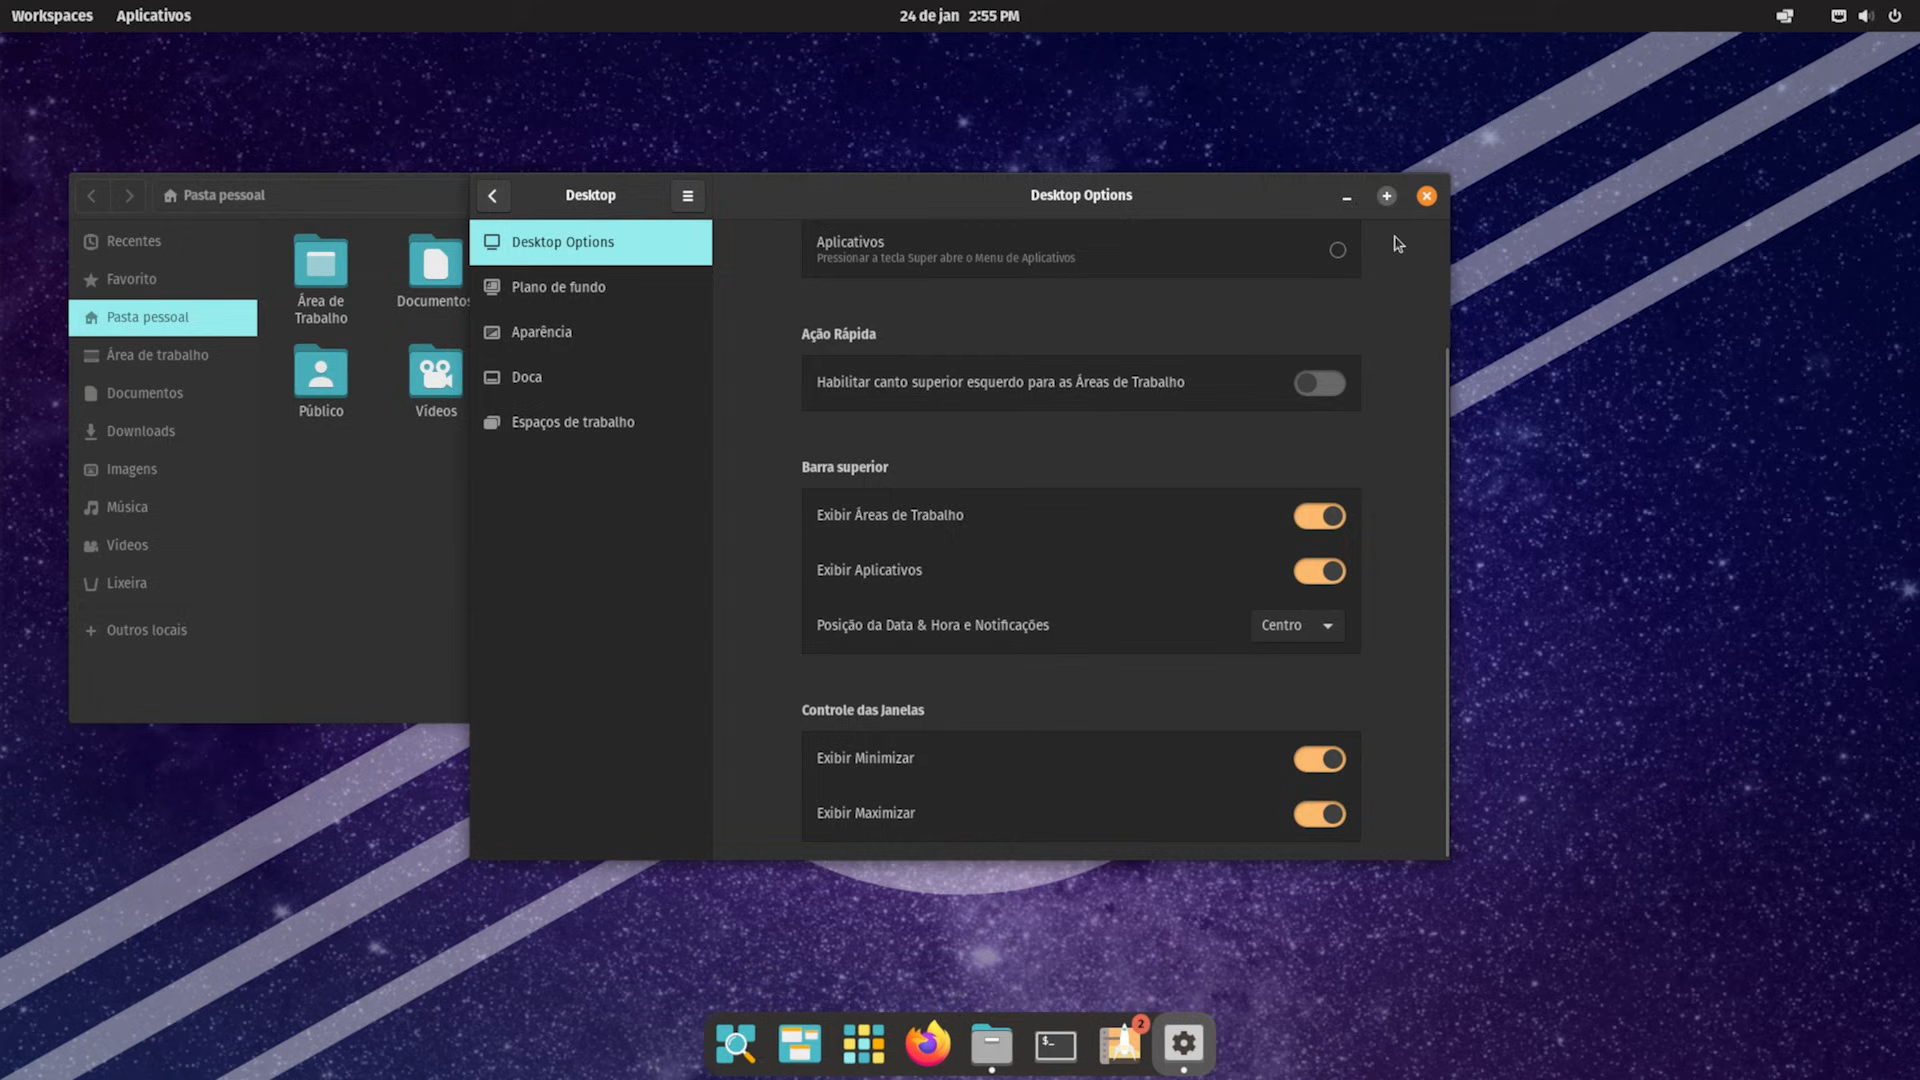 Workspaces Aplicativos 24 de jan 2:55 PM
Pasta pessoal
Recentes
Favorito
Pasta pessoal
Área de trabalho
Documentos
Downloads
Imagens
Música
Vídeos
Lixeira
Outros locais
Área de
Trabalho
Documentos
Público
Vídeos
Desktop
Desktop Options
Plano de fundo
Aparência
Doca
Espaços de trabalho
Desktop Options
Aplicativos
Pressionar a tecla Super abre o Menu de Aplicativos
Ação Rápida
Habilitar canto superior esquerdo para as Áreas de Trabalho
Barra superior
Exibir Áreas de Trabalho
Exibir Aplicativos
Posição da Data & Hora e Notificações Centro
Controle das Janelas
Exibir Minimizar
Exibir Maximizar
$_
2